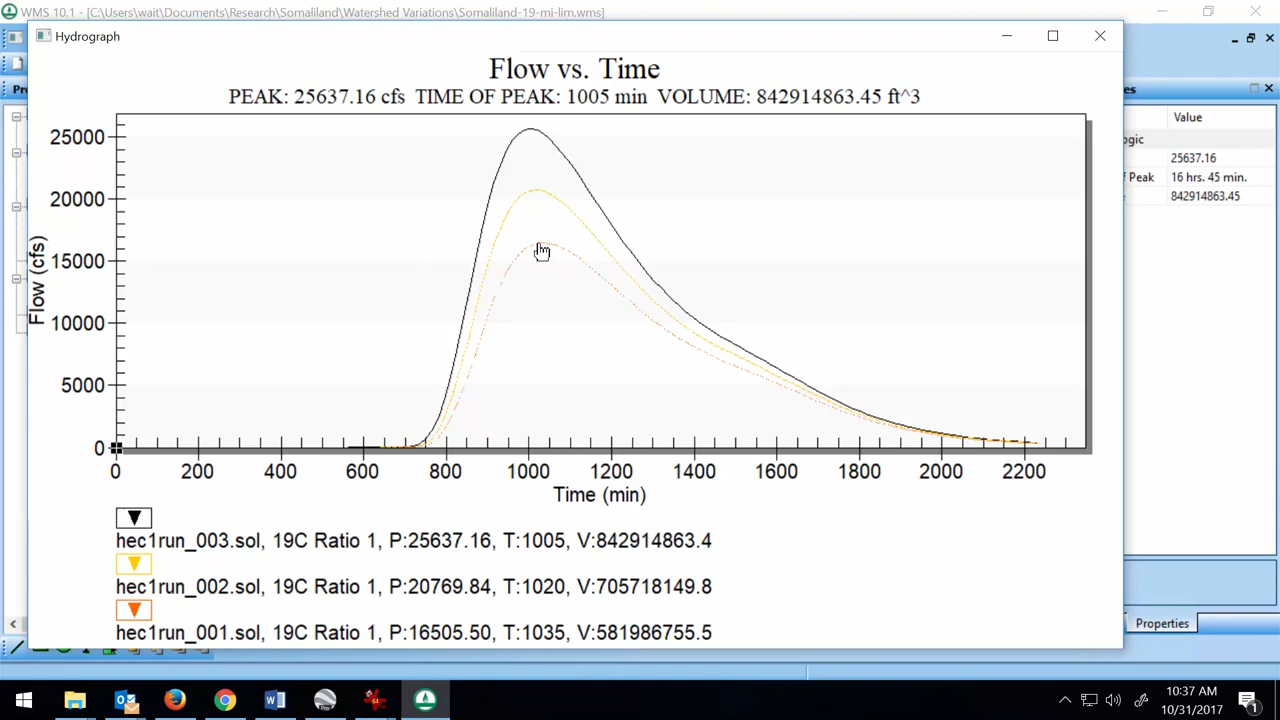 WMS 10.1 - [C:\Users\wait\Documents\Research\Somaliland\Watershed Variations\Somaliland-19-mi-lim.wms]
Hydrograph
Flow vs. Time
PEAK: 25637.16 cfs TIME OF PEAK: 1005 min VOLUME: 842914863.45 ft^3
25000
20000
15000
10000
5000
0
Flow (cfs)
0 200 400 600 800 1000 1200 1400 1600 1800 2000 2200
Time (min)
hec1run_003.sol, 19C Ratio 1, P:25637.16, T:1005, V:842914863.4
hec1run_002.sol, 19C Ratio 1, P:20769.84, T:1020, V:705718149.8
hec1run_001.sol, 19C Ratio 1, P:16505.50, T:1035, V:581986755.5
Value
25637.16
Peak 16 hrs. 45 min.
842914863.45
Properties
10:37 AM
10/31/2017